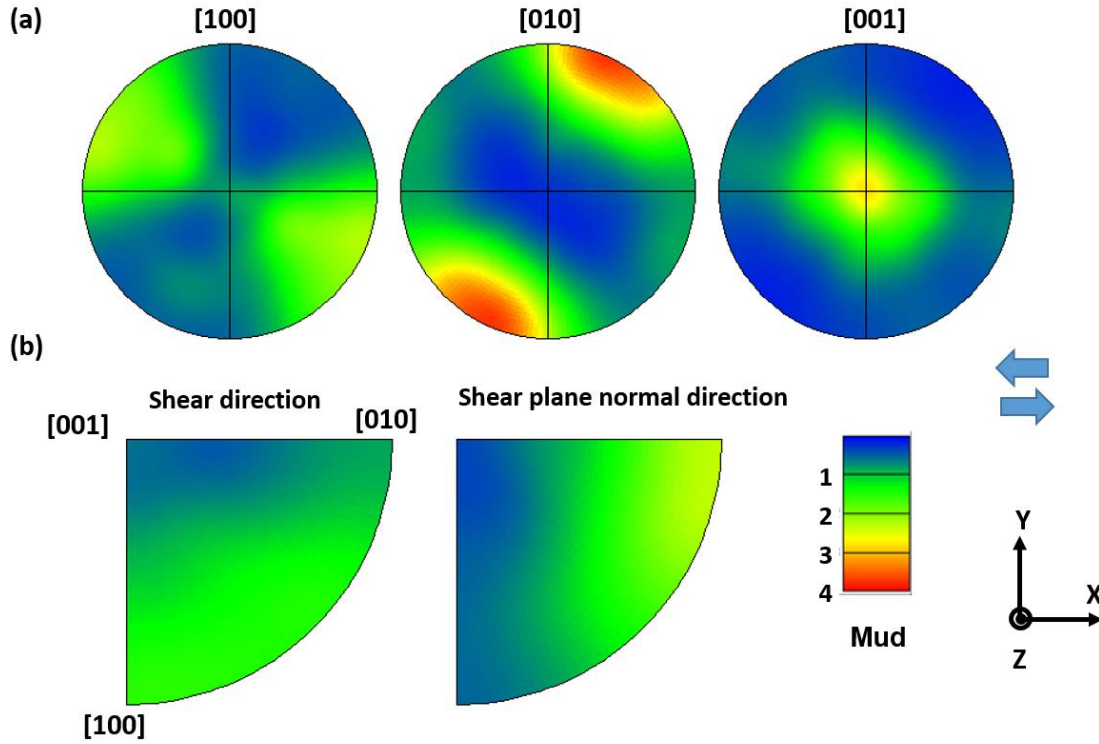 (a)
[100] [010] [001]
(b)
Shear direction
Shear plane normal direction
[001] [010]
[100]
1
2
3
4
Mud
Y
X
Z